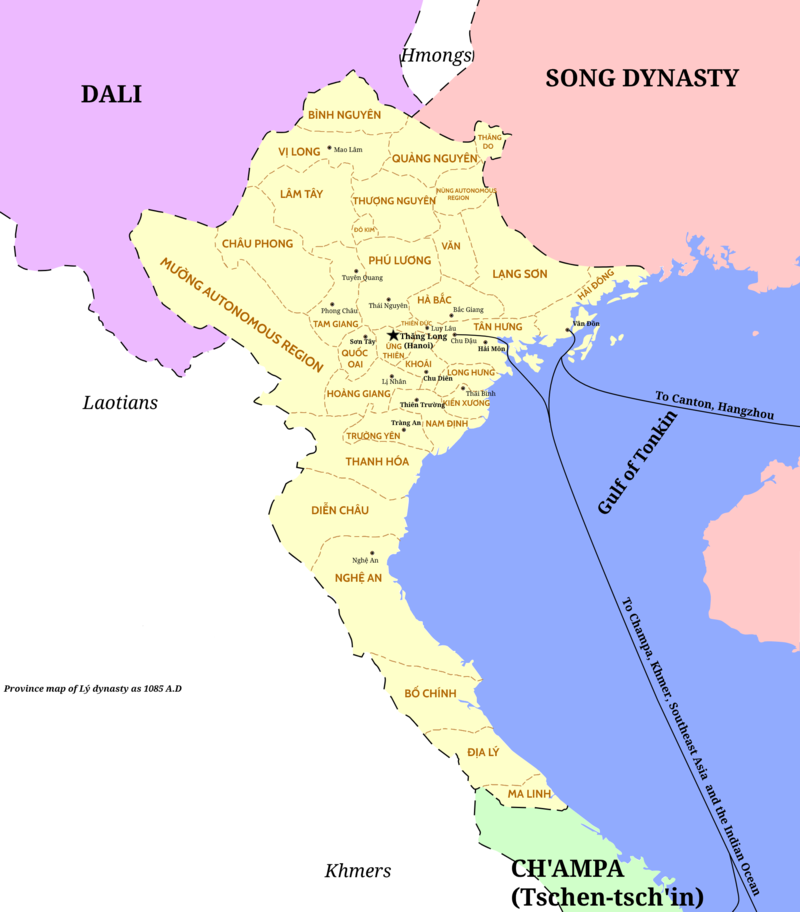 Hmongs
DALI
SONG DYNASTY
BÌNH NGUYÊN
THĂNG
DO
VỊ LONG
Mao Lâm
QUẢNG NGUYÊN
LÂM TÂY
THƯỢNG NGUYÊN
NÙNG AUTONOMOUS
REGION
ĐÔ KIM
CHÂU PHONG
VĂN
PHÚ LƯƠNG
LẠNG SƠN
MƯỜNG AUTONOMOUS REGION
Tuyên Quang
HẢI ĐÔNG
Phong Châu
Thái Nguyên
HÀ BẮC
Bắc Giang
TAM GIANG
THIÊN ĐỨC
Luy Lâu
TÂN HƯNG
Vân Đồn
Sơn Tây
Thăng Long
(Hanoi)
Chu Đậu
Hải Môn
QUỐC
OAI
ỨNG
THIÊN
KHOÁI
LONG HƯNG
Lị Nhân
Chu Diên
HOÀNG GIANG
Thái Bình
Thiên Trường
KIẾN XƯƠNG
Laotians
To Canton, Hangzhou
Tràng An
NAM ĐỊNH
TRƯỜNG YÊN
Gulf of Tonkin
THANH HÓA
DIỄN CHÂU
Nghệ An
NGHỆ AN
To Champa, Khmer, Southeast Asia and the Indian Ocean
Province map of Lý dynasty as 1085 A.D
BỐ CHÍNH
ĐỊA LÝ
MA LINH
Khmers
CH'AMPA
(Tschen-tsch'in)